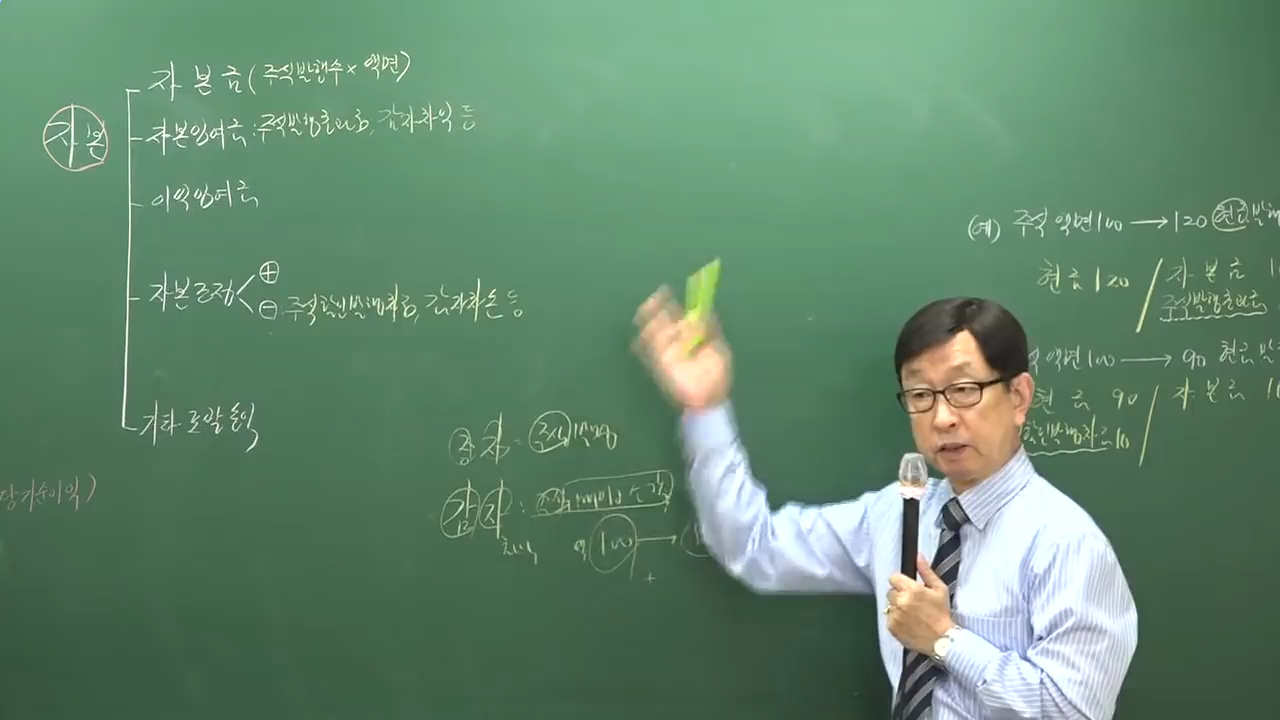 자본
자본금 (주식발행수 × 액면)
자본잉여금 : 주식발행초과금, 감자차익 등
이익잉여금
자본조정 < ⊕
⊖ : 주식할인발행차금, 감자차손 등
기타포괄손익
당기순이익)
증자 : 주식발행
감자 : 주식 매입 소각
100 →
+
(예) 주식 액면 100 → 120 현금발행
현금 120 / 자본금 1
주식발행초과금
액면 100 → 90 현금발
현금 90 / 자본금 10
할인발행차금 10